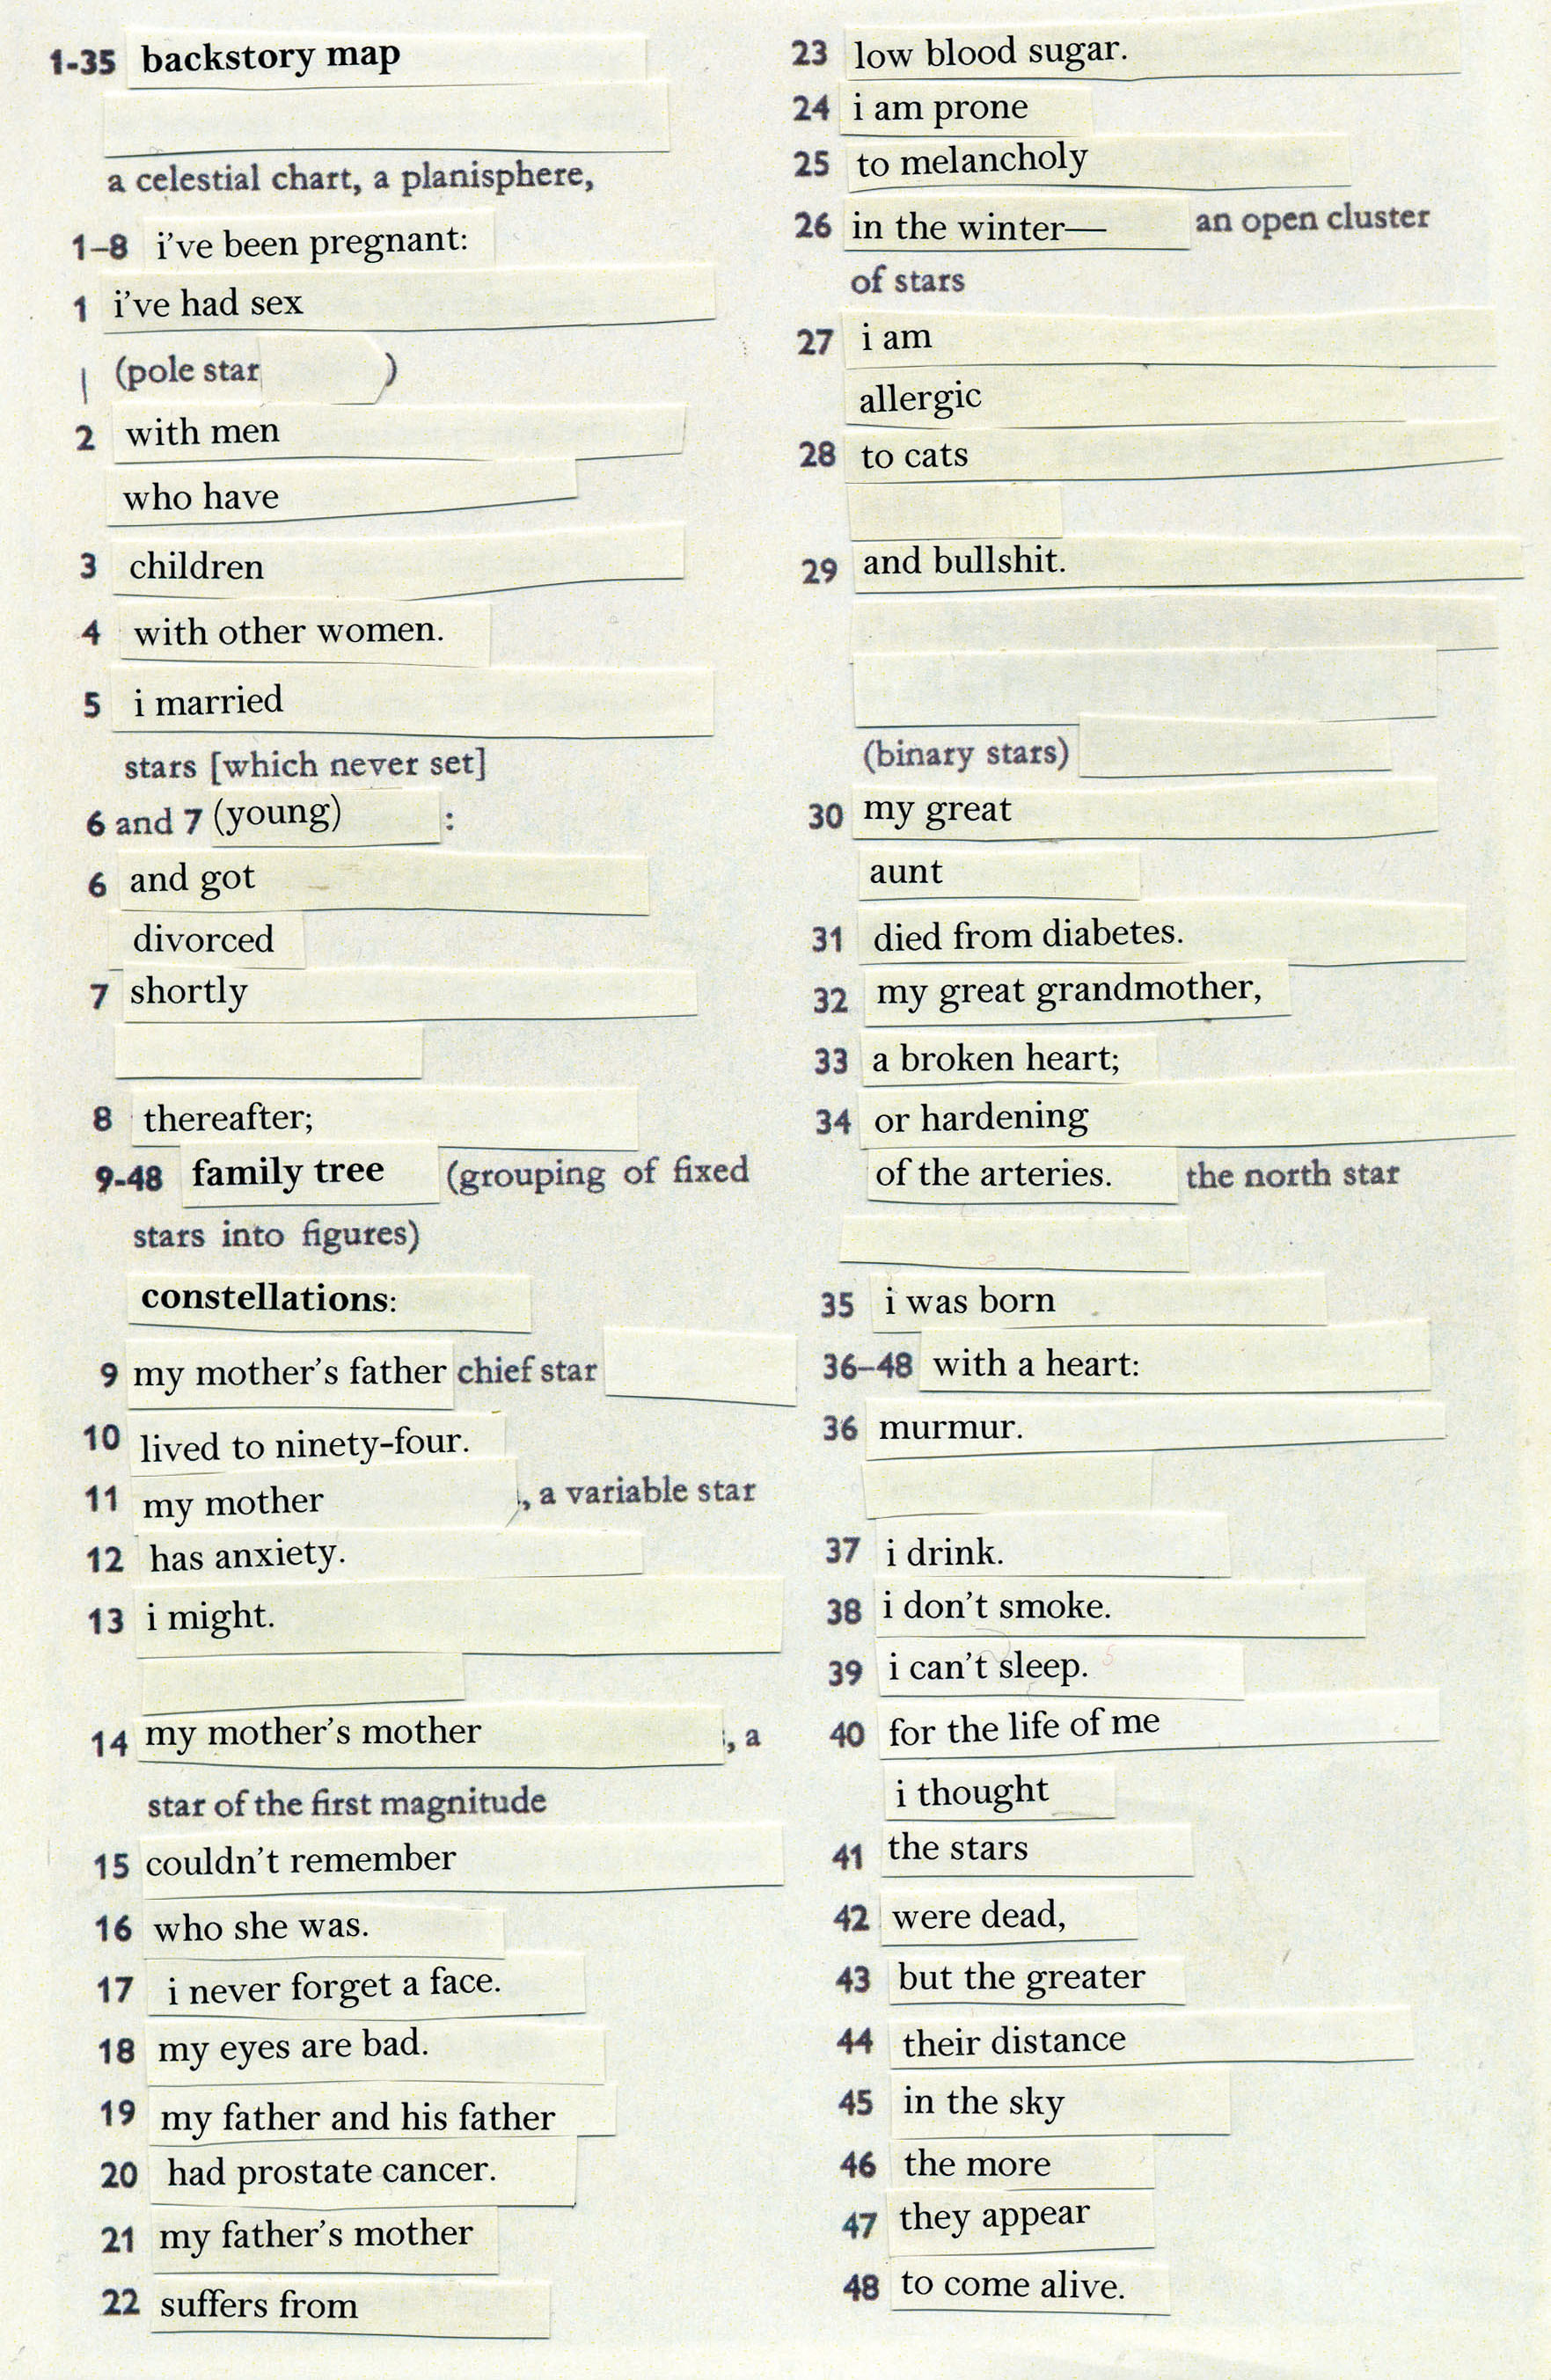 1-35 backstory map
a celestial chart, a planisphere,
1–8 i've been pregnant:
1 i've had sex
(pole star )
2 with men
who have
3 children
4 with other women.
5 i married
stars [which never set]
6 and 7 (young) :
6 and got
divorced
7 shortly
8 thereafter;
9-48 family tree (grouping of fixed
stars into figures)
constellations:
9 my mother's father chief star
10 lived to ninety-four.
11 my mother , a variable star
12 has anxiety.
13 i might.
14 my mother's mother , a
star of the first magnitude
15 couldn't remember
16 who she was.
17 i never forget a face.
18 my eyes are bad.
19 my father and his father
20 had prostate cancer.
21 my father's mother
22 suffers from
23 low blood sugar.
24 i am prone
25 to melancholy
26 in the winter— an open cluster
of stars
27 i am
allergic
28 to cats
29 and bullshit.
(binary stars)
30 my great
aunt
31 died from diabetes.
32 my great grandmother,
33 a broken heart;
34 or hardening
of the arteries. the north star
35 i was born
36–48 with a heart:
36 murmur.
37 i drink.
38 i don't smoke.
39 i can't sleep.
40 for the life of me
i thought
41 the stars
42 were dead,
43 but the greater
44 their distance
45 in the sky
46 the more
47 they appear
48 to come alive.